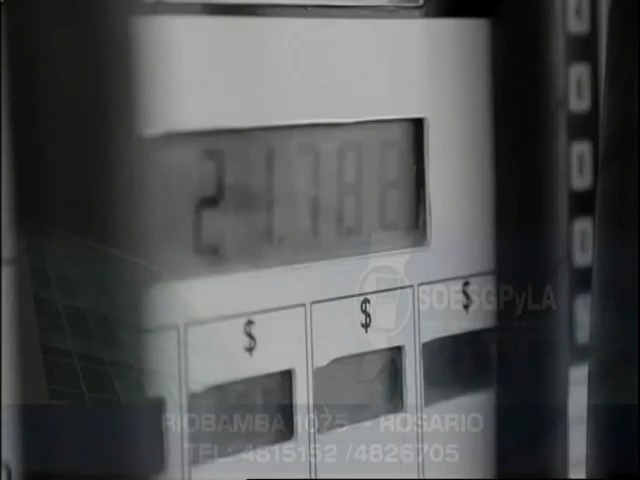 $ $ $
SOESGPyLA
RIOBAMBA 1075 - ROSARIO
TEL: 4815152 /4826705